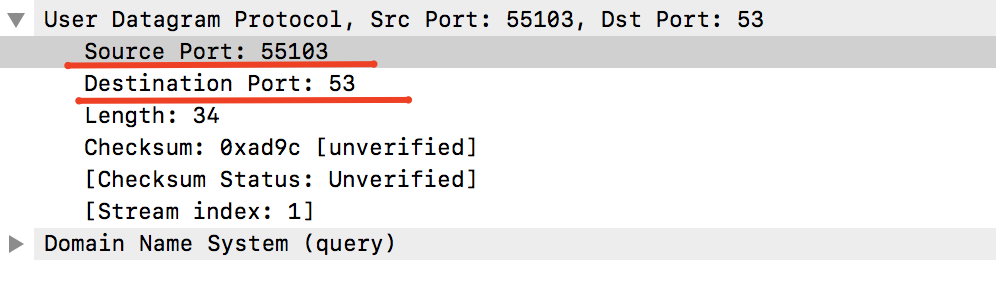 User Datagram Protocol, Src Port: 55103, Dst Port: 53
Source Port: 55103
Destination Port: 53
Length: 34
Checksum: 0xad9c [unverified]
[Checksum Status: Unverified]
[Stream index: 1]
Domain Name System (query)